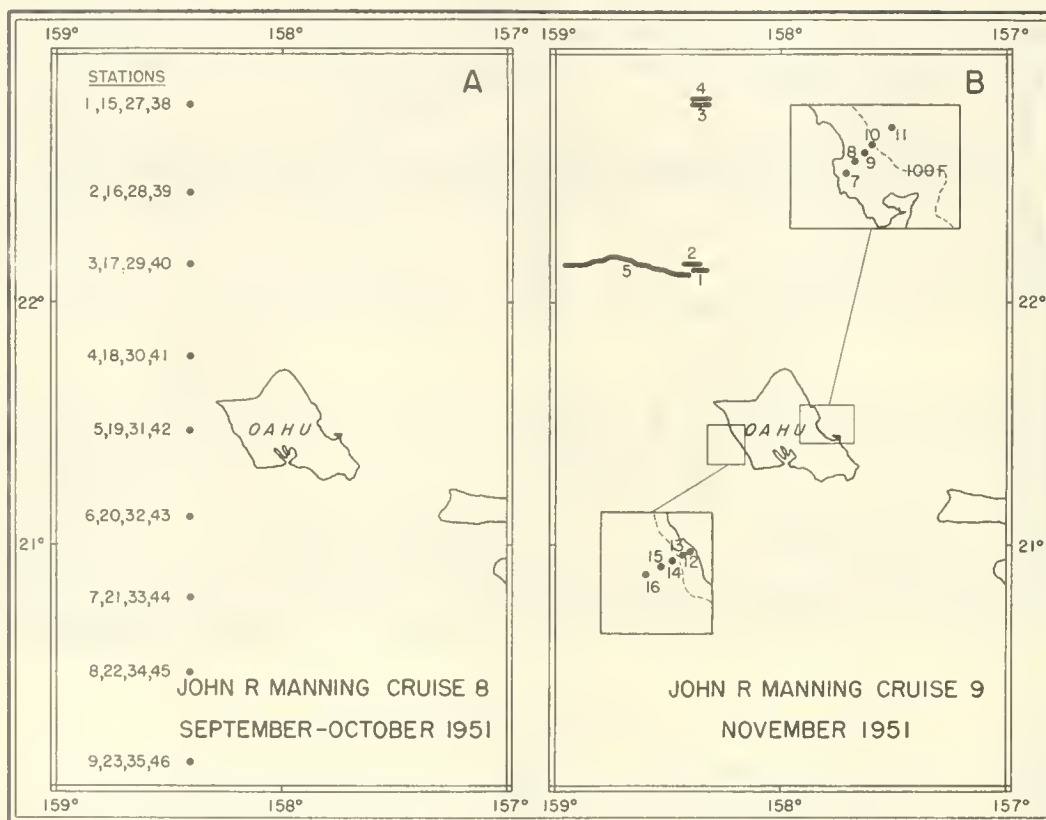 159° 158° 157°
A
STATIONS
1,15,27,38
2,16,28,39
3,17,29,40
4,18,30,41
5,19,31,42
OAHU
6,20,32,43
21°
7,21,33,44
8,22,34,45
JOHN R MANNING CRUISE 8
SEPTEMBER-OCTOBER 1951
9,23,35,46
159° 158° 157°
159° 158° 157°
B
4
3
10 11
8 9
7
100 F
2
5 1
22°
22°
OAHU
21°
13
15 12
14
16
JOHN R MANNING CRUISE 9
NOVEMBER 1951
159° 158° 157°